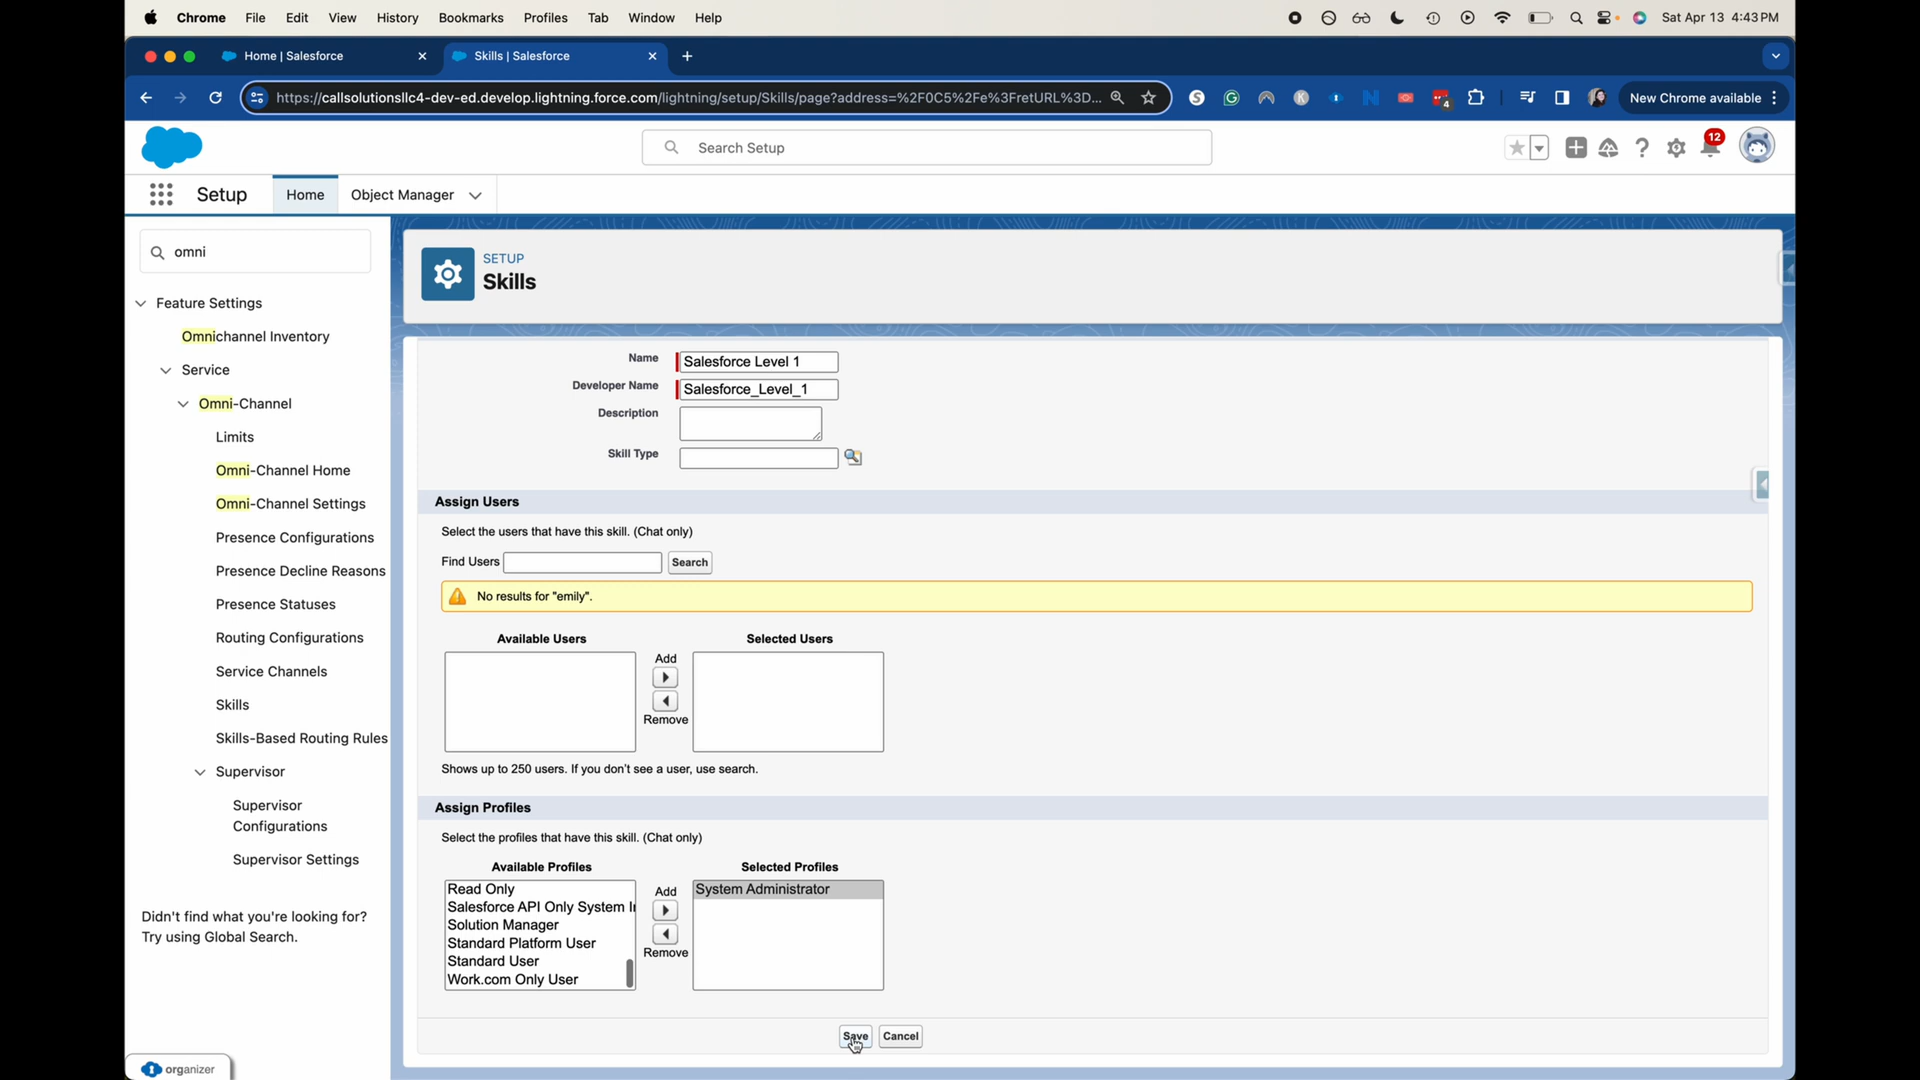 Chrome File Edit View History Bookmarks Profiles Tab Window Help Sat Apr 13 4:43 PM
Home | Salesforce Skills | Salesforce
https://callsolutionsllc4-dev-ed.develop.lightning.force.com/lightning/setup/Skills/page?address=%2F0C5%2Fe%3FretURL%3D... New Chrome available
Search Setup 12
Setup Home Object Manager
omni
Feature Settings
Omnichannel Inventory
Service
Omni-Channel
Limits
Omni-Channel Home
Omni-Channel Settings
Presence Configurations
Presence Decline Reasons
Presence Statuses
Routing Configurations
Service Channels
Skills
Skills-Based Routing Rules
Supervisor
Supervisor
Configurations
Supervisor Settings
Didn't find what you're looking for?
Try using Global Search.
organizer
SETUP
Skills
Name Salesforce Level 1
Developer Name Salesforce_Level_1
Description
Skill Type
Assign Users
Select the users that have this skill. (Chat only)
Find Users Search
No results for "emily".
Available Users Selected Users
Add
Remove
Shows up to 250 users. If you don't see a user, use search.
Assign Profiles
Select the profiles that have this skill. (Chat only)
Available Profiles Selected Profiles
Read Only Add System Administrator
Salesforce API Only System
Solution Manager
Standard Platform User
Remove
Standard User
Work.com Only User
Save Cancel